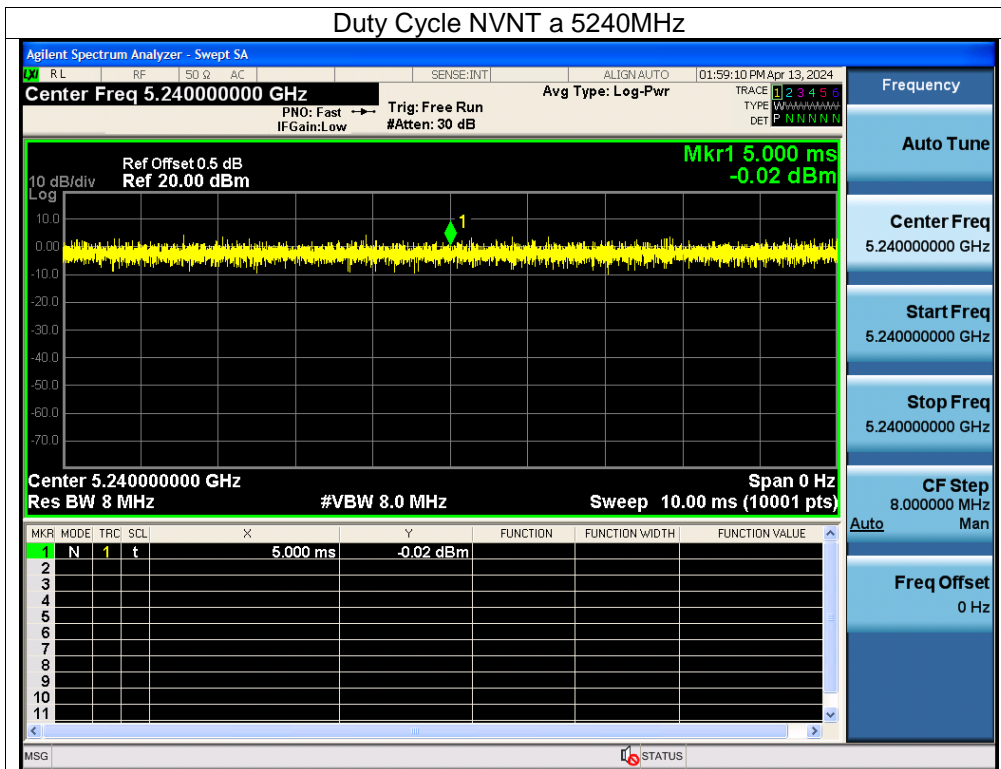 Duty Cycle NVNT a 5240MHz
Agilent Spectrum Analyzer - Swept SA
LXI RL RF 50 Ω AC SENSE:INT ALIGNAUTO 01:59:10 PM Apr 13, 2024
Center Freq 5.240000000 GHz
PNO: Fast
IFGain:Low
Trig: Free Run
#Atten: 30 dB
Avg Type: Log-Pwr
TRACE 1 2 3 4 5 6
TYPE WWWWWWW
DET P N N N N N
Frequency
Auto Tune
Center Freq
5.240000000 GHz
Start Freq
5.240000000 GHz
Stop Freq
5.240000000 GHz
CF Step
8.000000 MHz
Auto Man
Freq Offset
0 Hz
Mkr1 5.000 ms
-0.02 dBm
Ref Offset 0.5 dB
10 dB/div Ref 20.00 dBm
Log
10.0
1
0.00
-10.0
-20.0
-30.0
-40.0
-50.0
-60.0
-70.0
Center 5.240000000 GHz Span 0 Hz
Res BW 8 MHz #VBW 8.0 MHz Sweep 10.00 ms (10001 pts)
MKR MODE TRC SCL X Y FUNCTION FUNCTION WIDTH FUNCTION VALUE
1 N 1 t 5.000 ms -0.02 dBm
2
3
4
5
6
7
8
9
10
11
MSG STATUS